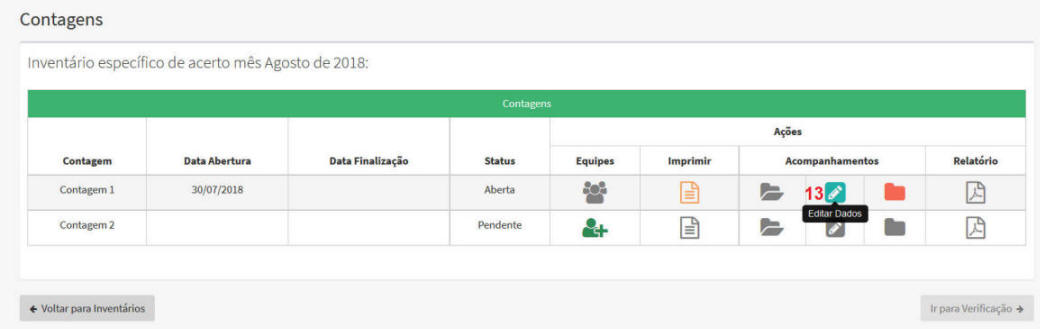 Contagens
Inventário específico de acerto mês Agosto de 2018:
Contagens
Ações
Contagem Data Abertura Data Finalização Status Equipes Imprimir Acompanhamentos Relatório
Contagem 1 30/07/2018 Aberta 13
Editar Dados
Contagem 2 Pendente
Voltar para Inventários Ir para Verificação